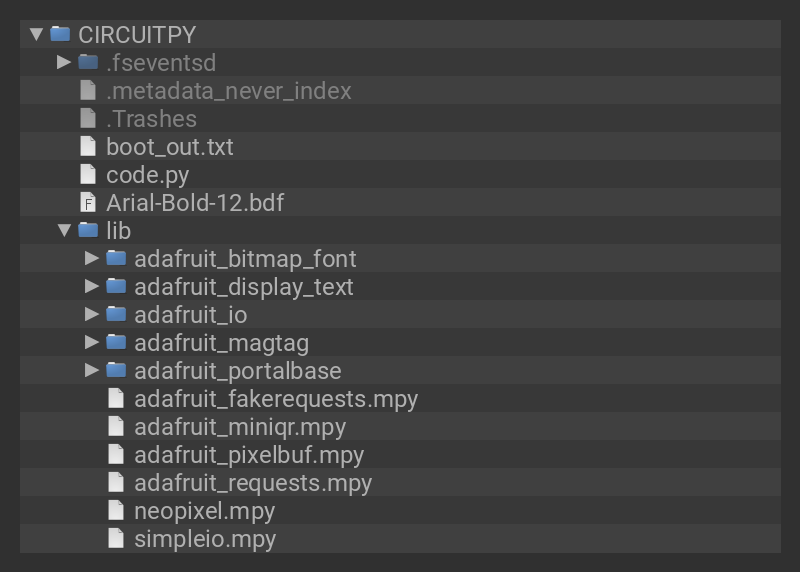 CIRCUITPY
.fseventsd
.metadata_never_index
.Trashes
boot_out.txt
code.py
F Arial-Bold-12.bdf
lib
adafruit_bitmap_font
adafruit_display_text
adafruit_io
adafruit_magtag
adafruit_portalbase
adafruit_fakerequests.mpy
adafruit_miniqr.mpy
adafruit_pixelbuf.mpy
adafruit_requests.mpy
neopixel.mpy
simpleio.mpy